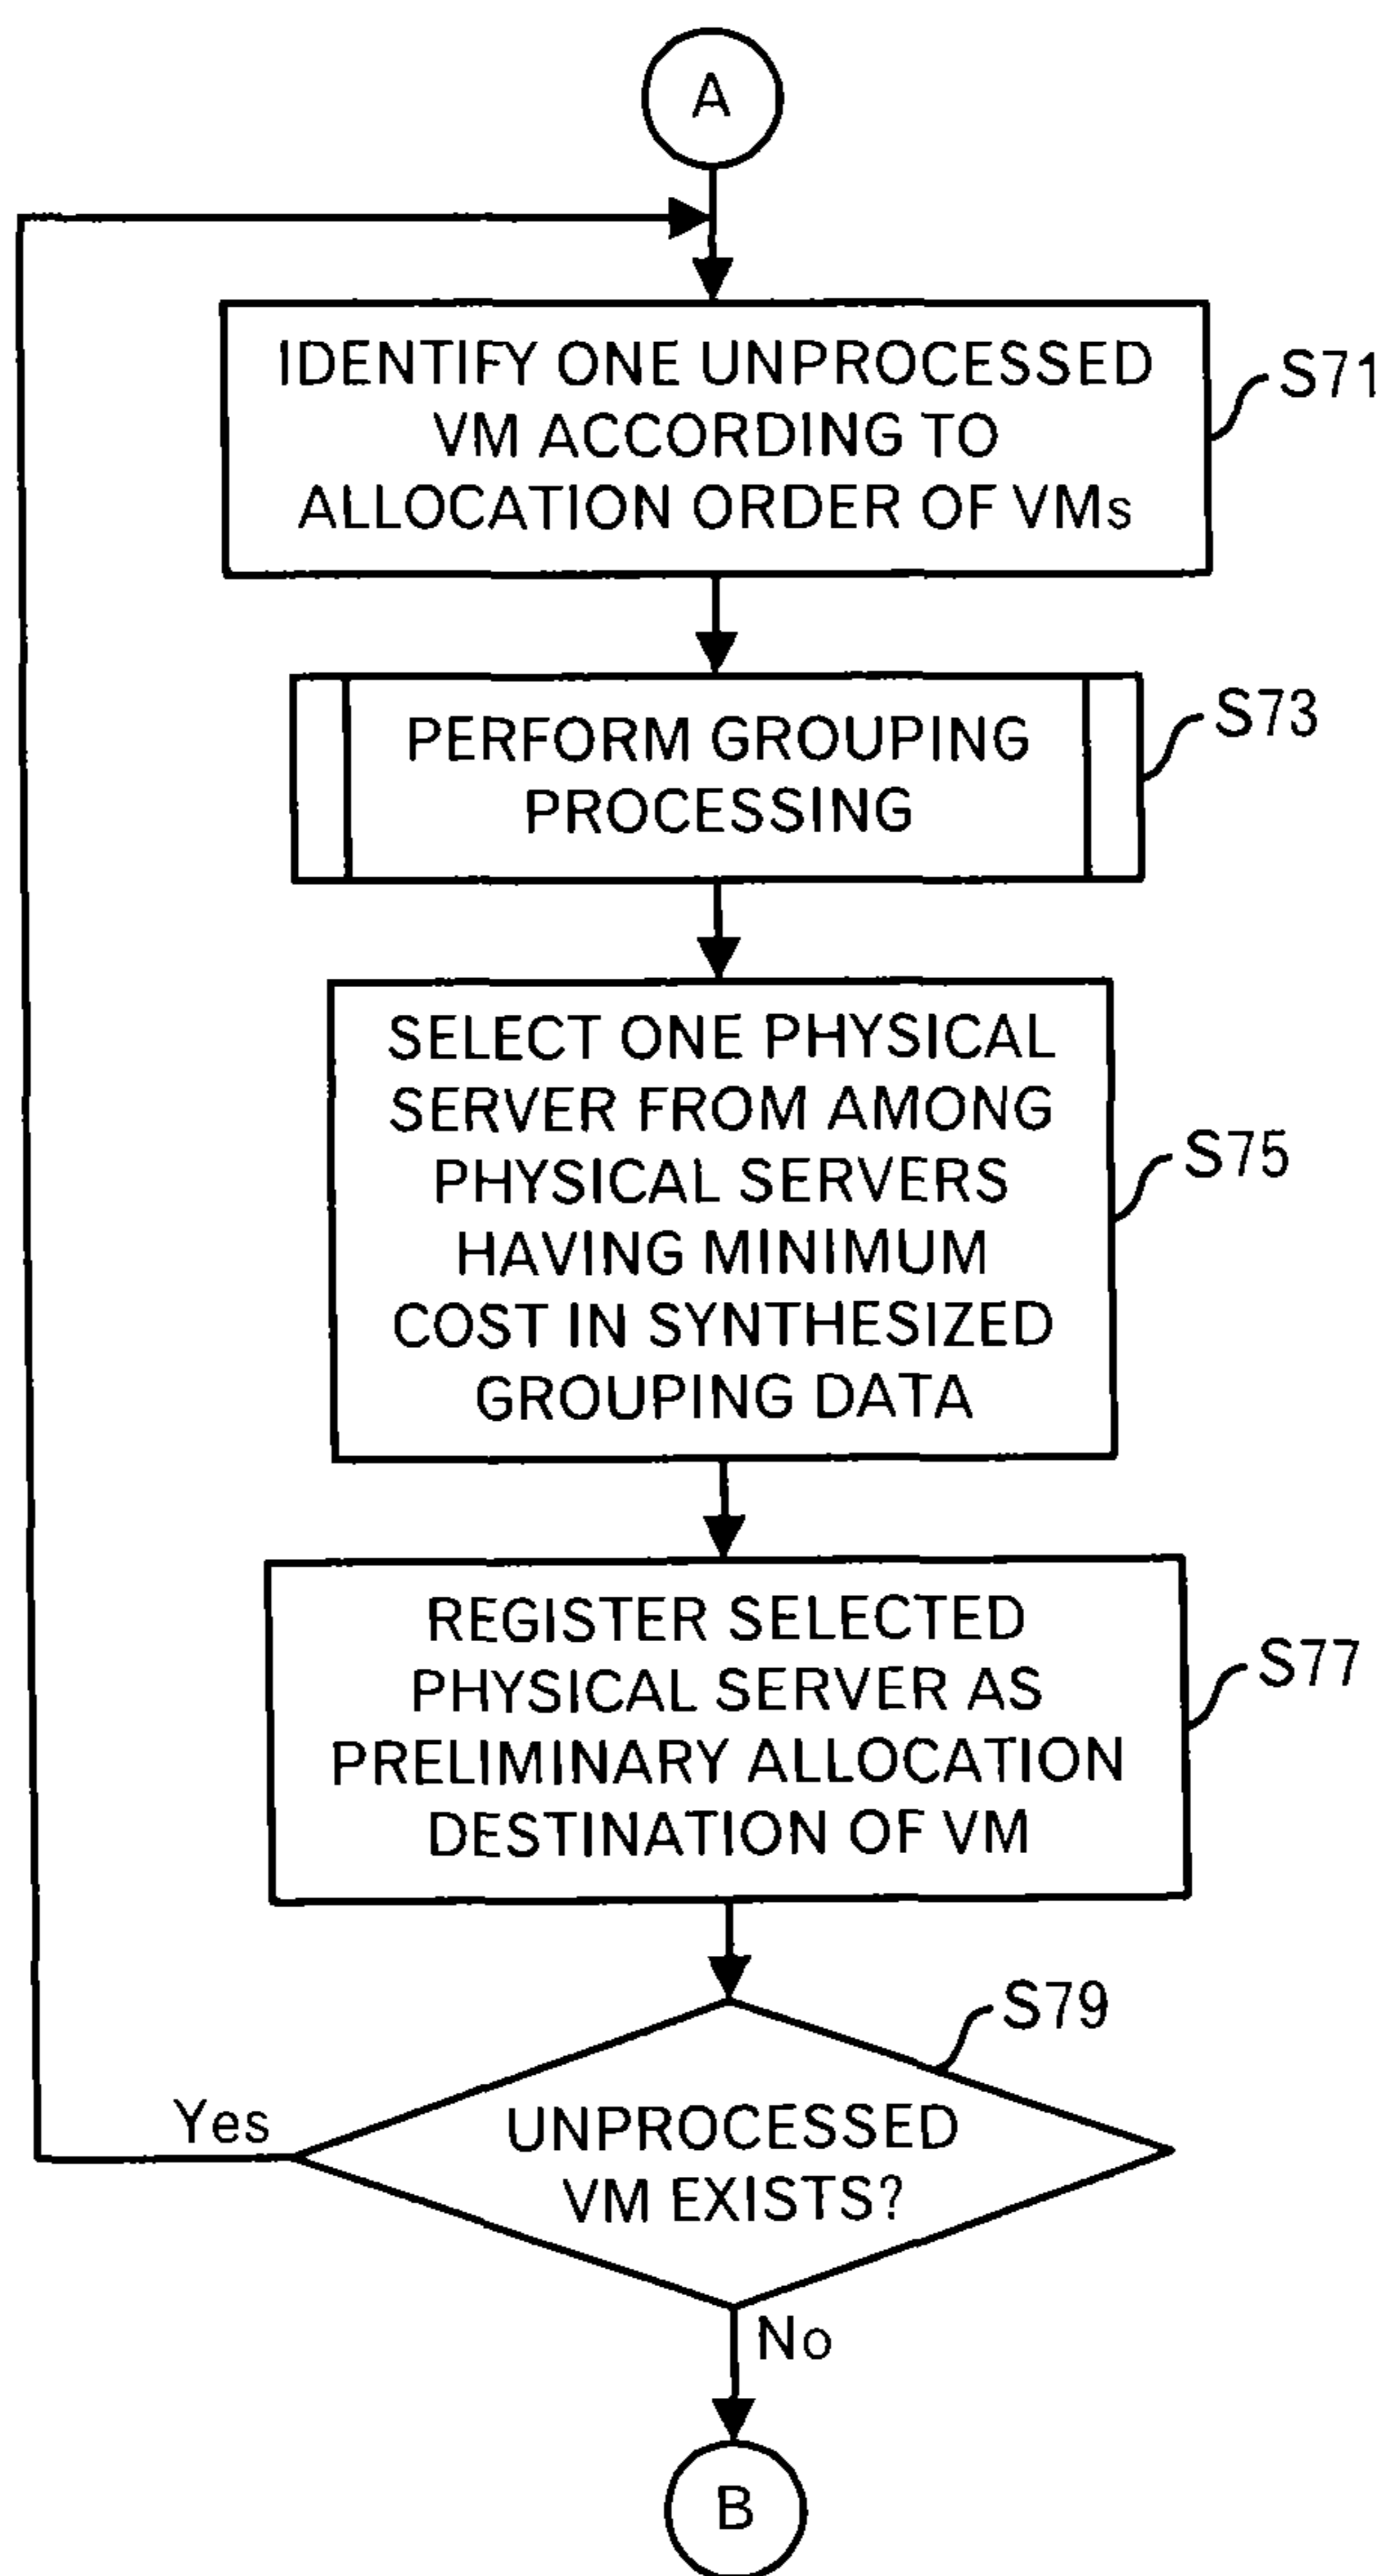 A
IDENTIFY ONE UNPROCESSED
VM ACCORDING TO
ALLOCATION ORDER OF VMs
S71
PERFORM GROUPING
PROCESSING
S73
SELECT ONE PHYSICAL
SERVER FROM AMONG
PHYSICAL SERVERS
HAVING MINIMUM
COST IN SYNTHESIZED
GROUPING DATA
S75
REGISTER SELECTED
PHYSICAL SERVER AS
PRELIMINARY ALLOCATION
DESTINATION OF VM
S77
S79
UNPROCESSED
VM EXISTS?
Yes
No
B